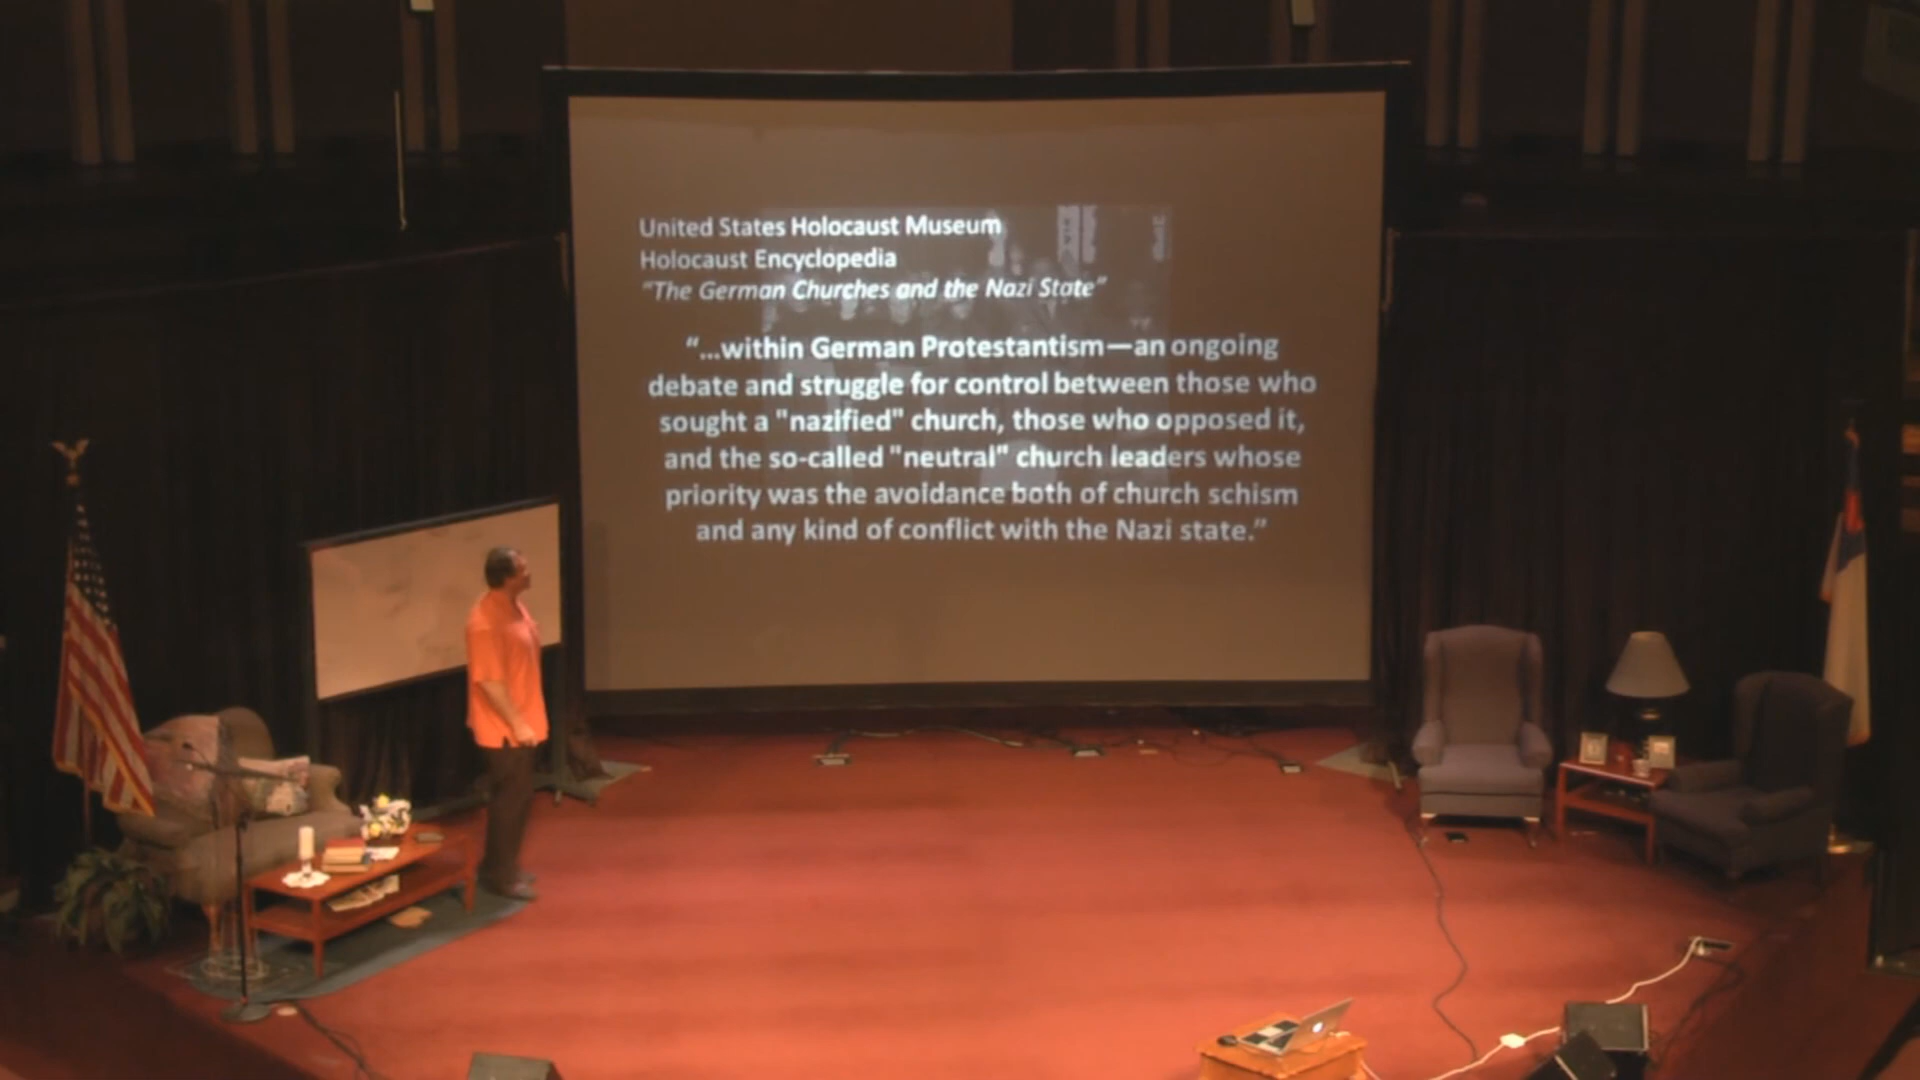 United States Holocaust Museum
Holocaust Encyclopedia
"The German Churches and the Nazi State"
"...within German Protestantism—an ongoing
debate and struggle for control between those who
sought a "nazified" church, those who opposed it,
and the so-called "neutral" church leaders whose
priority was the avoidance both of church schism
and any kind of conflict with the Nazi state."